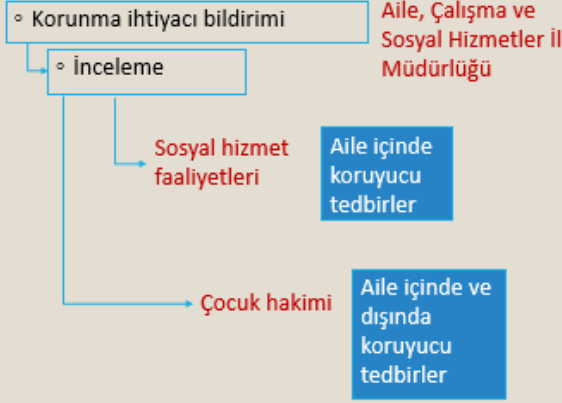 ◦ Korunma ihtiyacı bildirimi
Aile, Çalışma ve
Sosyal Hizmetler İl
Müdürlüğü
◦ İnceleme
Sosyal hizmet
faaliyetleri
Aile içinde
koruyucu
tedbirler
Çocuk hakimi
Aile içinde ve
dışında
koruyucu
tedbirler